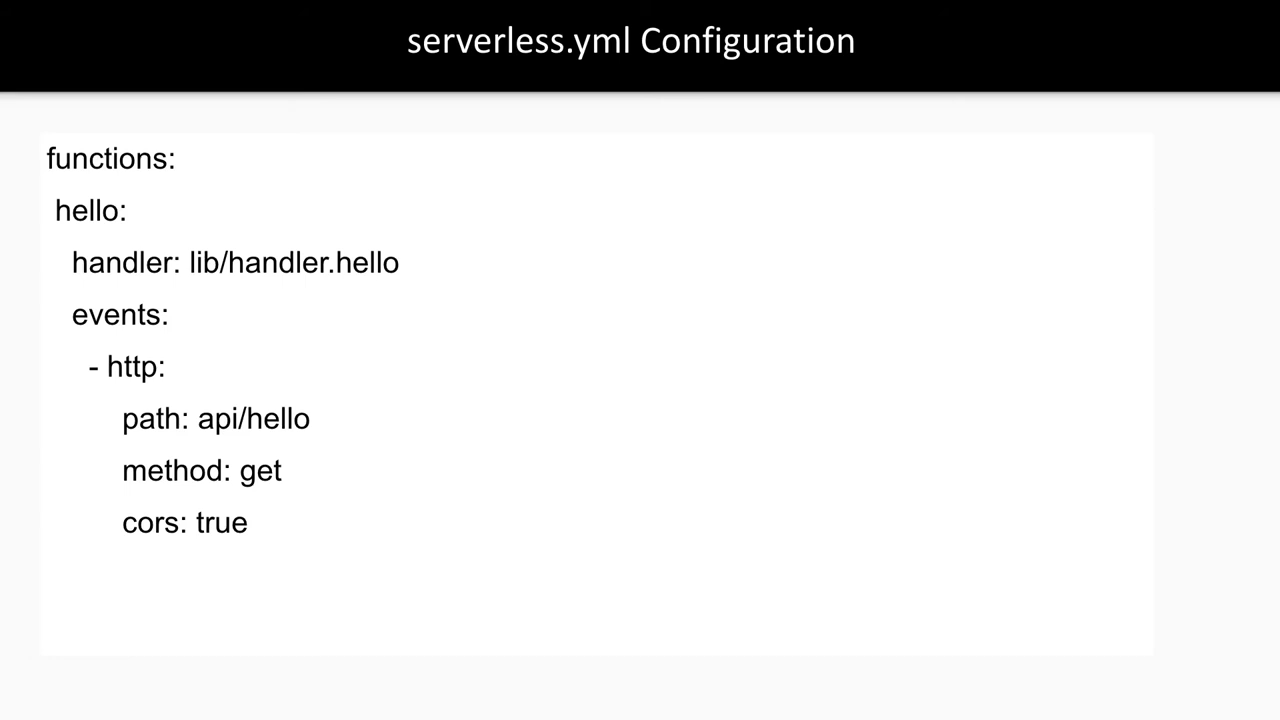 serverless.yml Configuration
functions:
hello:
handler: lib/handler.hello
events:
- http:
path: api/hello
method: get
cors: true